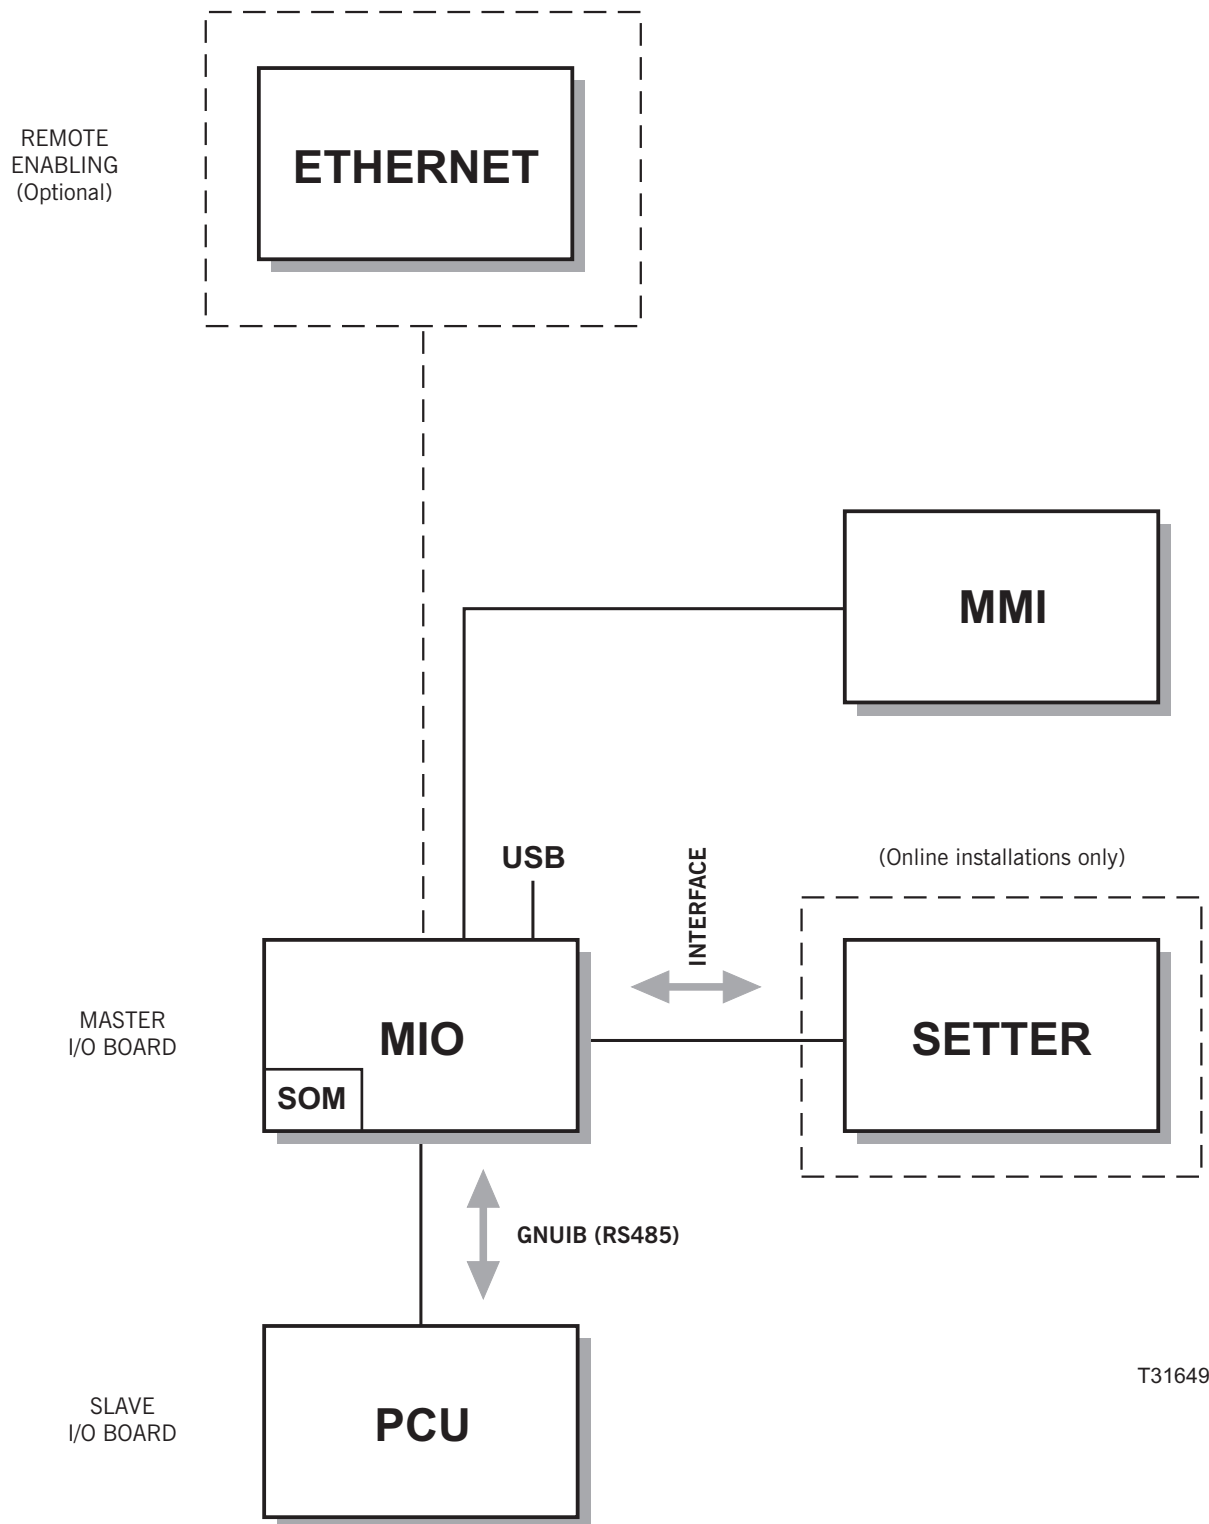 REMOTE
ENABLING
(Optional)
ETHERNET
MMI
USB
INTERFACE
(Online installations only)
MASTER
I/O BOARD
MIO
SOM
SETTER
GNUIB (RS485)
SLAVE
I/O BOARD
PCU
T31649